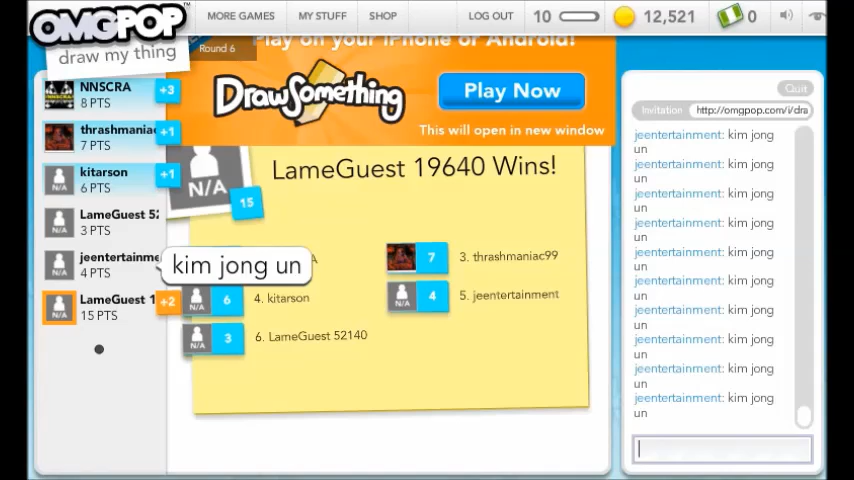 OMGPOP™
draw my thing
MORE GAMES
MY STUFF
SHOP
LOG OUT
10
12,521
0
Round 6
Play on your iPhone or Android!
DrawSomething
Play Now
This will open in new window
NNSCRA
8 PTS
+3
thrashmaniac
7 PTS
+1
kitarson
6 PTS
+1
LameGuest 52
3 PTS
jeentertainme
4 PTS
LameGuest 1
15 PTS
+2
N/A
N/A
N/A
N/A
kim jong un
N/A
15
LameGuest 19640 Wins!
A
7
3. thrashmaniac99
N/A
6
4. kitarson
N/A
4
5. jeentertainment
N/A
3
6. LameGuest 52140
Quit
Invitation
http://omgpop.com/i/dra
jeentertainment: kim jong
un
jeentertainment: kim jong
un
jeentertainment: kim jong
un
jeentertainment: kim jong
un
jeentertainment: kim jong
un
jeentertainment: kim jong
un
jeentertainment: kim jong
un
jeentertainment: kim jong
un
jeentertainment: kim jong
un
jeentertainment: kim jong
un